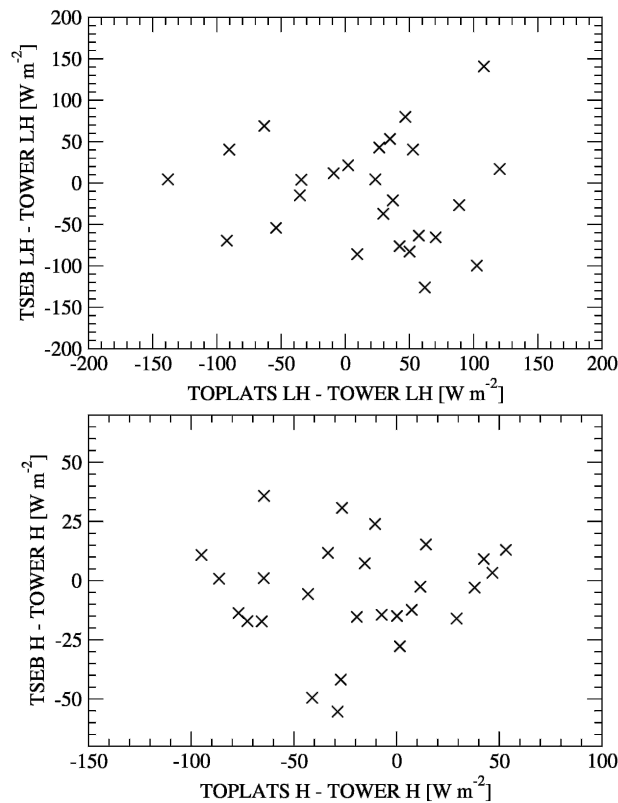 200
150
100
50
0
-50
-100
-150
-200
TSEB LH - TOWER LH [W m-2]
-200 -150 -100 -50 0 50 100 150 200
TOPLATS LH - TOWER LH [W m-2]
50
25
0
-25
-50
TSEB H - TOWER H [W m-2]
-150 -100 -50 0 50 100
TOPLATS H - TOWER H [W m-2]